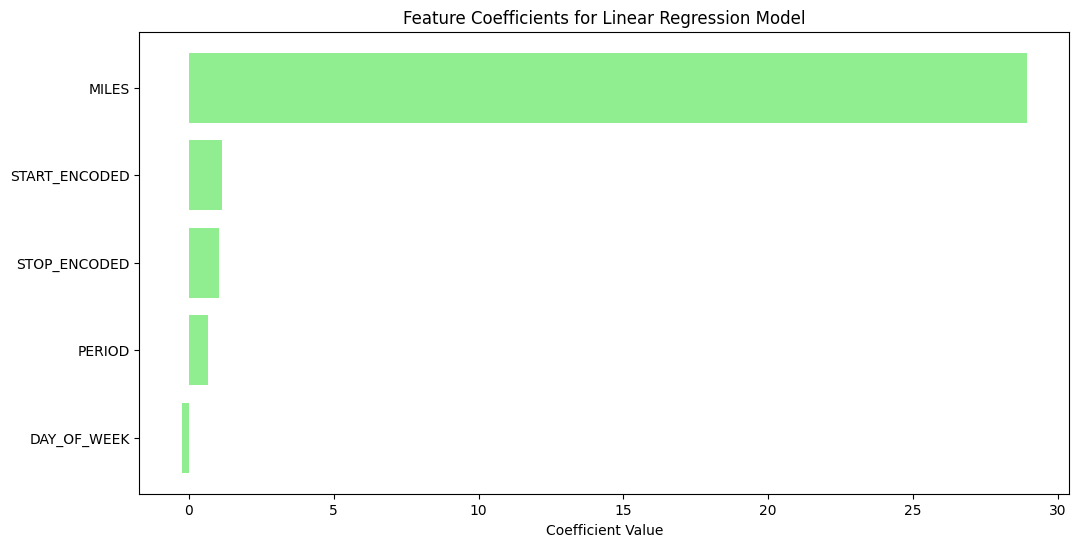 Feature Coefficients for Linear Regression Model
MILES
START_ENCODED
STOP_ENCODED
PERIOD
DAY_OF_WEEK
0 5 10 15 20 25 30
Coefficient Value